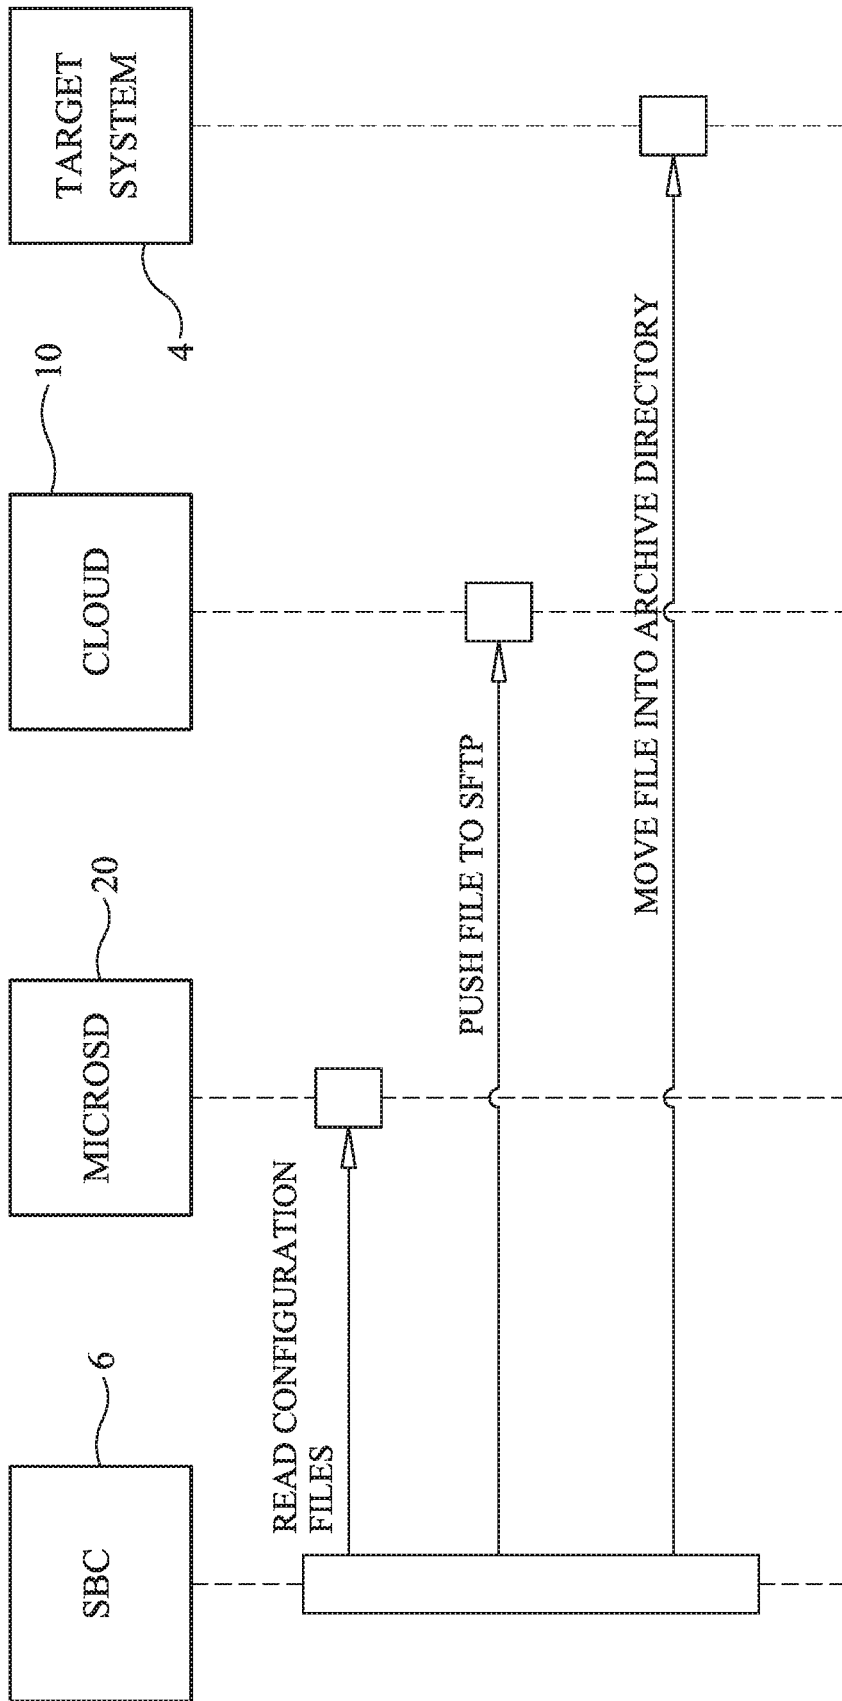 SBC
6
MICROSD
20
CLOUD
10
TARGET
SYSTEM
4
READ CONFIGURATION
FILES
PUSH FILE TO SFTP
MOVE FILE INTO ARCHIVE DIRECTORY